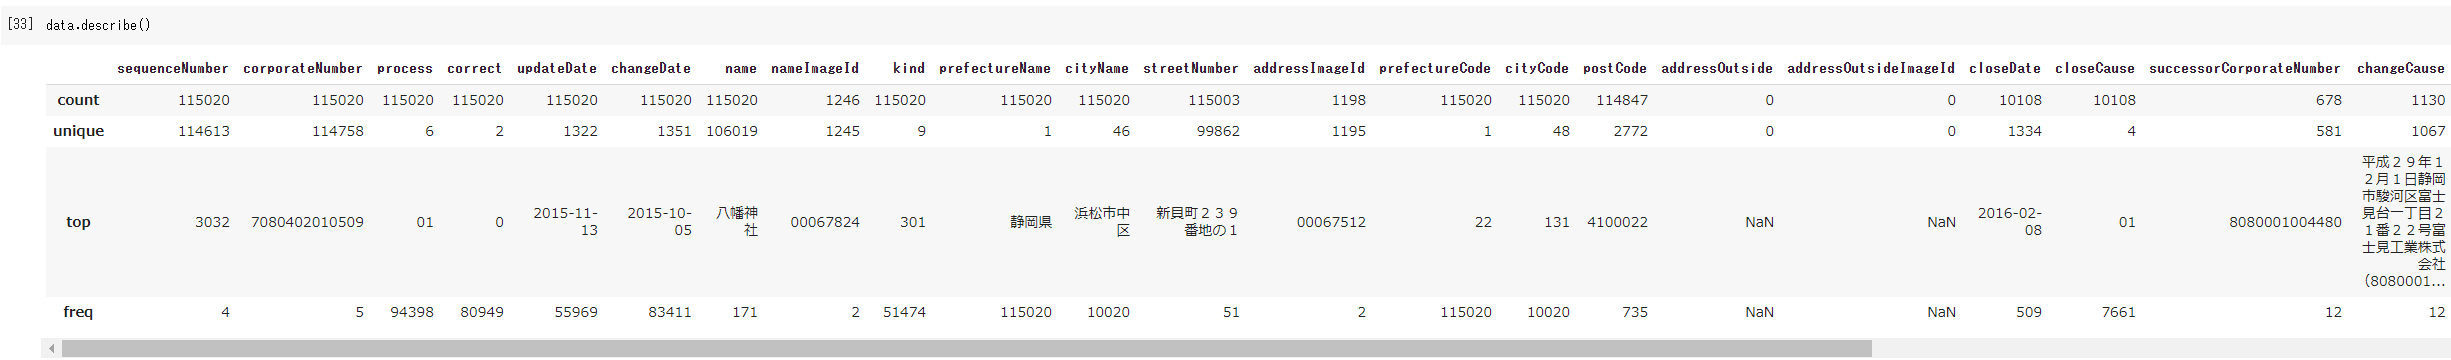 [33] data.describe()
sequenceNumber corporateNumber process correct updateDate changeDate name nameImageId kind prefectureName cityName streetNumber addressImageId prefectureCode cityCode postCode addressOutside addressOutsideImageId closeDate closeCause successorCorporateNumber changeCause
count 115020 115020 115020 115020 115020 115020 115020 1246 115020 115020 115020 115003 1198 115020 115020 114847 0 0 10108 10108 678 1130
unique 114613 114758 6 2 1322 1351 106019 1245 9 1 46 99862 1195 1 48 2772 0 0 1334 4 581 1067
top 3032 7080402010509 01 0 2015-11-
13 2015-10-
05 八幡神
社 00067824 301 静岡県 浜松市中
区 新貝町２３９
番地の１ 00067512 22 131 4100022 NaN NaN 2016-02-
08 01 8080001004480 平成２９年１
２月１日静岡
市駿河区富士
見台一丁目２
１番２２号富
士見工業株式
会社
（8080001...
freq 4 5 94398 80949 55969 83411 171 2 51474 115020 10020 51 2 115020 10020 735 NaN NaN 509 7661 12 12